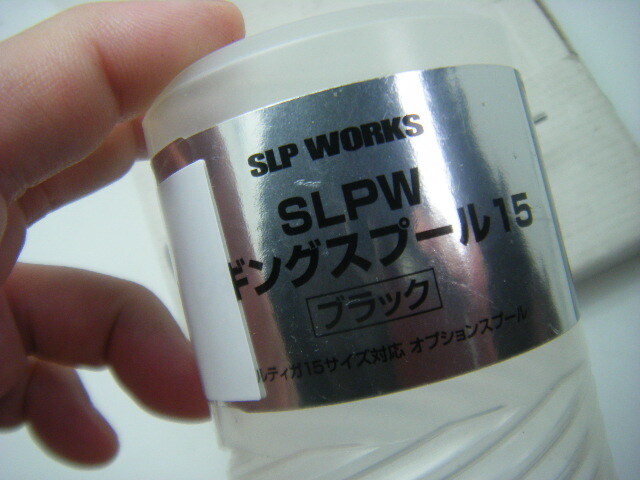 SLP WORKS
SLPW
ギングスプール15
ブラック
ルティガ15サイズ対応 オプションスプール